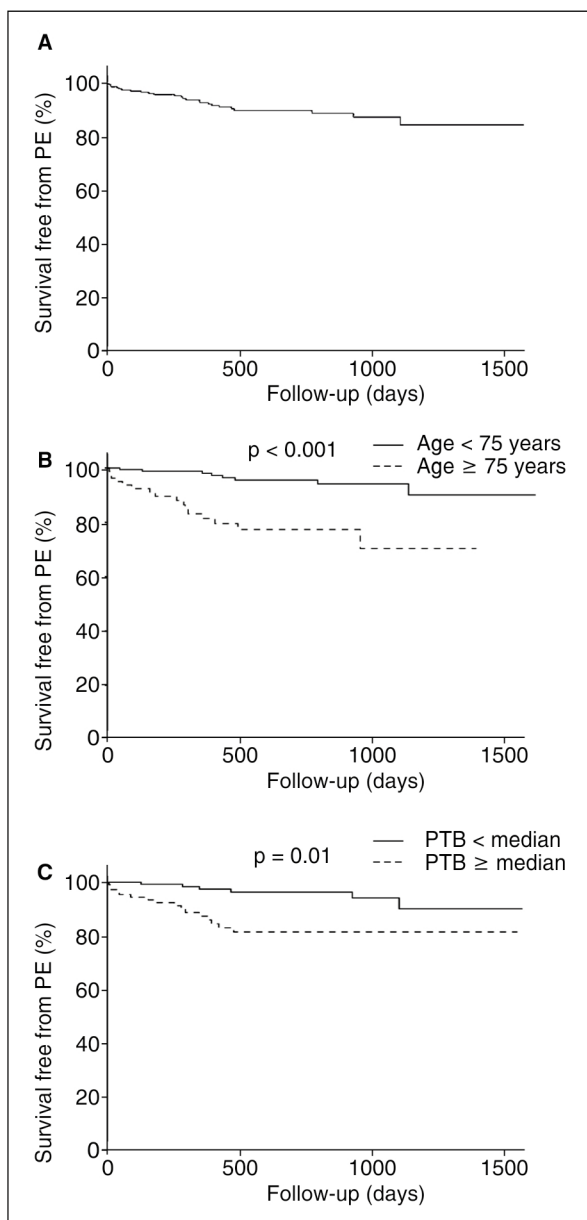 A
Survival free from PE (%)
100
80
60
40
20
0
0 500 1000 1500
Follow-up (days)
B
p < 0.001
Age < 75 years
Age ≥ 75 years
Survival free from PE (%)
100
80
60
40
20
0
0 500 1000 1500
Follow-up (days)
C
p = 0.01
PTB < median
PTB ≥ median
Survival free from PE (%)
100
80
60
40
20
0
0 500 1000 1500
Follow-up (days)